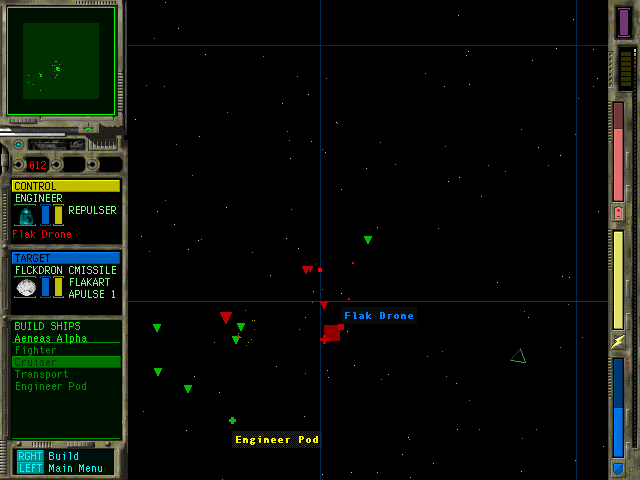 012
CONTROL
ENGINEER
REPULSER
Flak Drone
TARGET
FLCKDRON CMISSILE
FLAKART
APULSE 1
BUILD SHIPS
Aeneas Alpha
Fighter
Cruiser
Transport
Engineer Pod
RGHT Build
LEFT Main Menu
Flak Drone
Engineer Pod